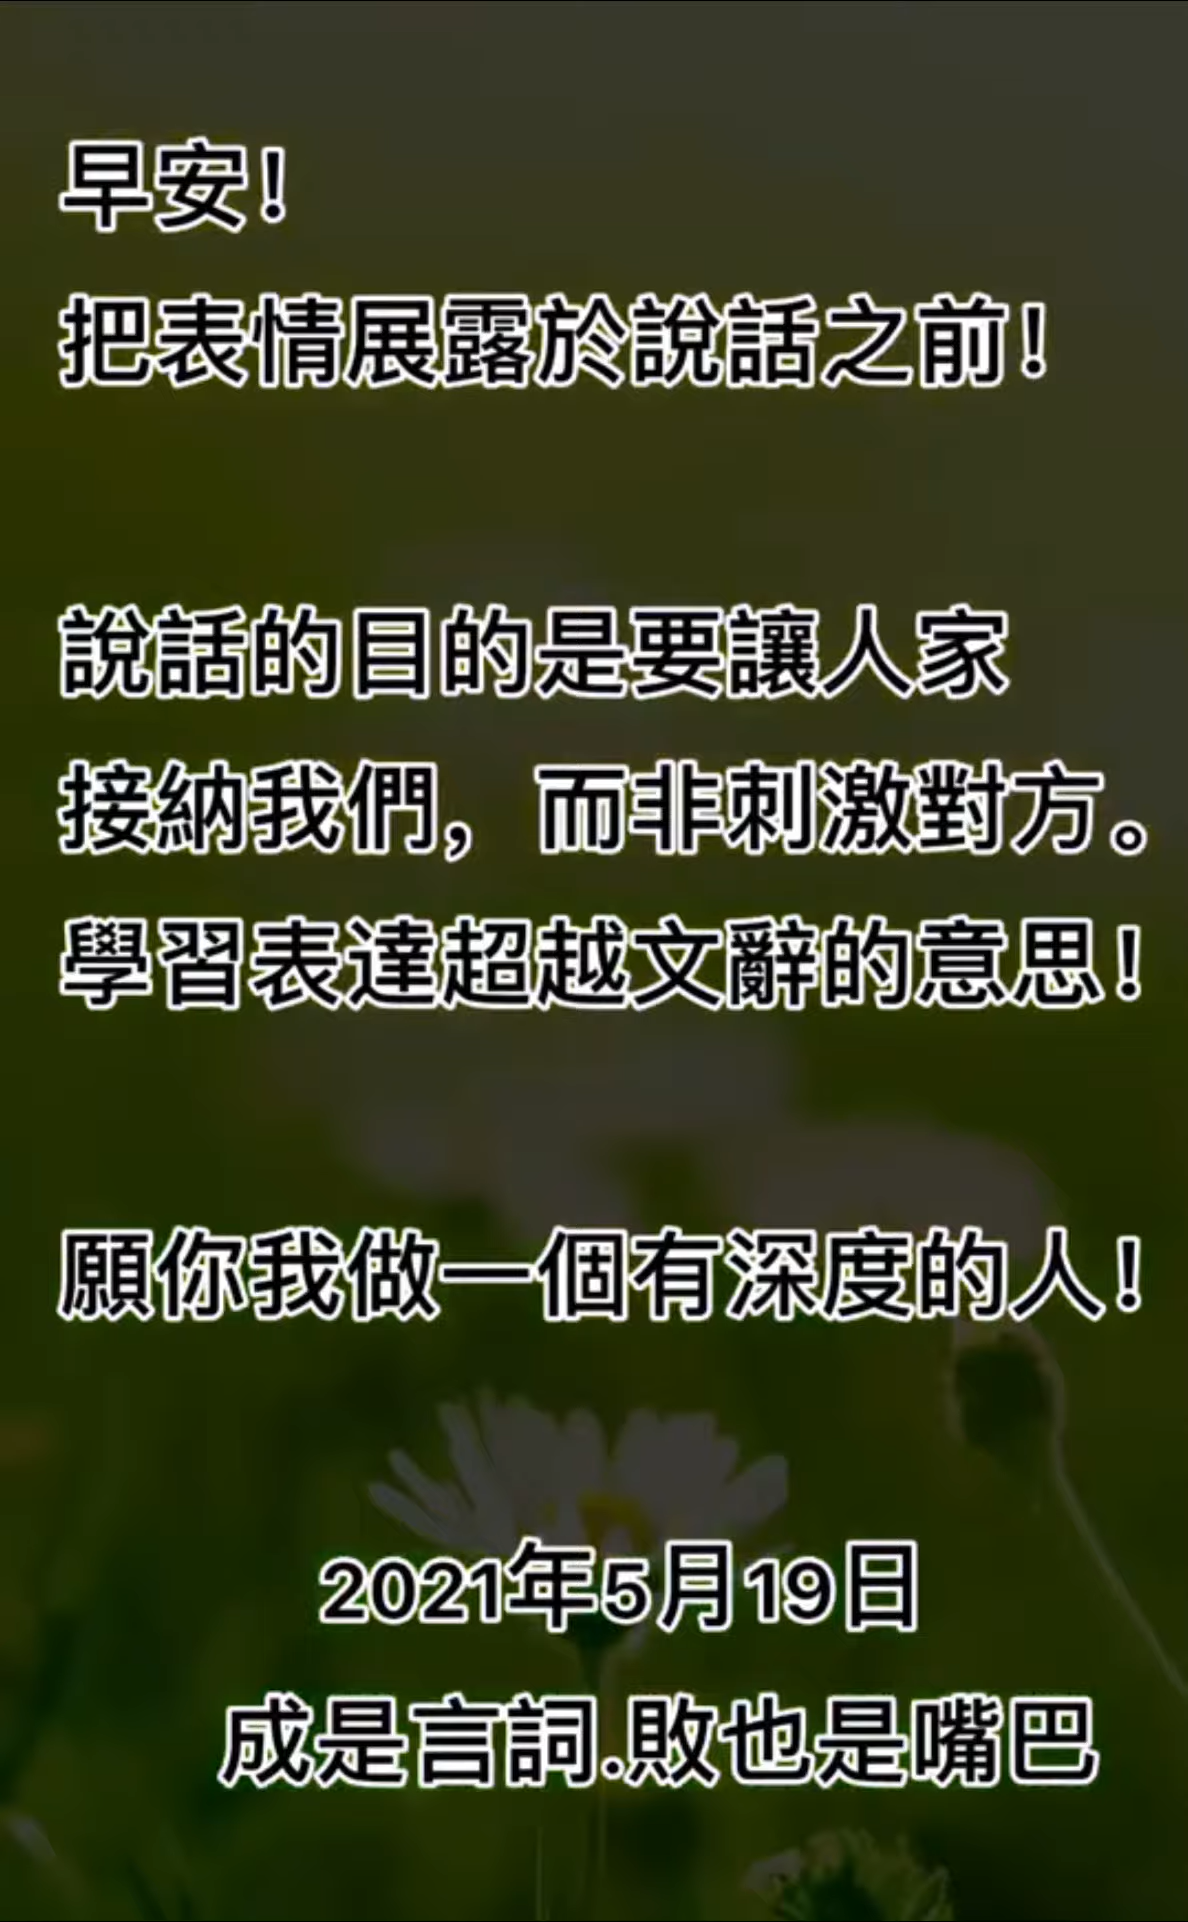 早安！
把表情展露於說話之前！
說話的目的是要讓人家
接納我們，而非刺激對方。
學習表達超越文辭的意思！
願你我做一個有深度的人！
2021年5月19日
成是言詞.敗也是嘴巴